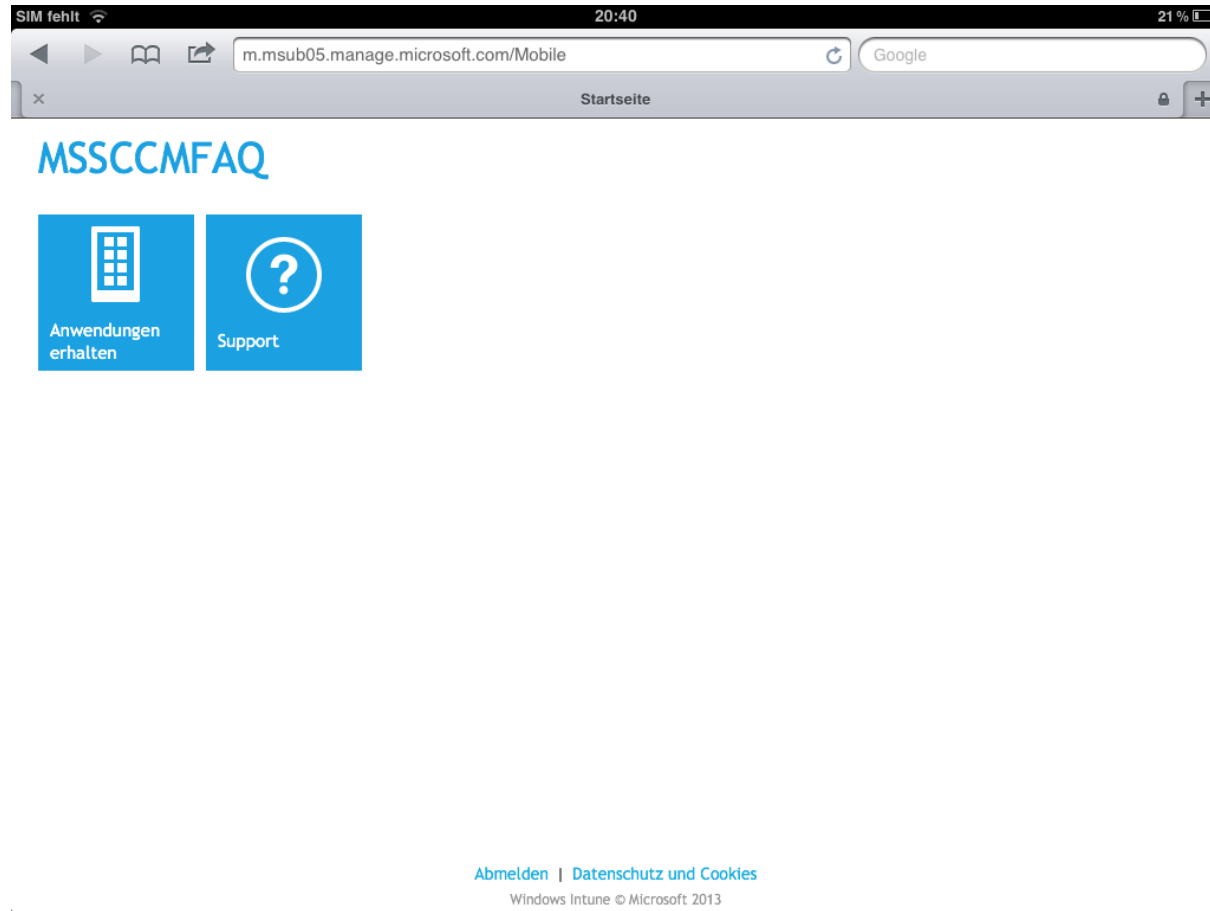 SIM fehlt 20:40 21 %
m.msub05.manage.microsoft.com/Mobile Google
Startseite
MSSCCMFAQ
Anwendungen
erhalten
Support
Abmelden | Datenschutz und Cookies
Windows Intune © Microsoft 2013